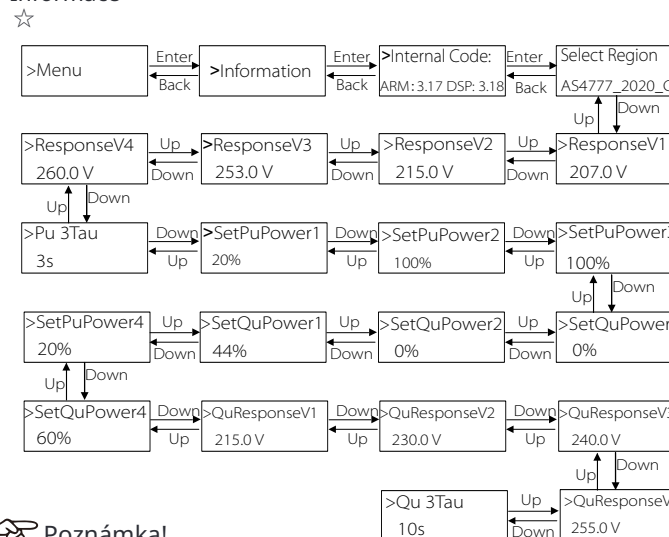 Informace
☆
>Menu
Enter
Back
>Information
Enter
Back
>Internal Code:
ARM: 3.17 DSP: 3.18
Enter
Back
Select Region
AS4777_2020_
Up
Down
>ResponseV4
260.0 V
Up
Down
>ResponseV3
253.0 V
Up
Down
>ResponseV2
215.0 V
Up
Down
>ResponseV1
207.0 V
Up
Down
>Pu 3Tau
3s
Down
Up
>SetPuPower1
20%
Down
Up
>SetPuPower2
100%
Down
Up
>SetPuPower
100%
Up
Down
>SetPuPower4
20%
Up
Down
>SetQuPower1
44%
Up
Down
>SetQuPower2
0%
Up
Down
>SetQuPower
0%
Up
Down
>SetQuPower4
60%
Down
Up
>QuResponseV1
215.0 V
Down
Up
>QuResponseV2
230.0 V
Down
Up
>QuResponseV3
240.0 V
Up
Down
>Qu 3Tau
10s
Up
Down
>QuResponseV
255.0 V
Poznámka!